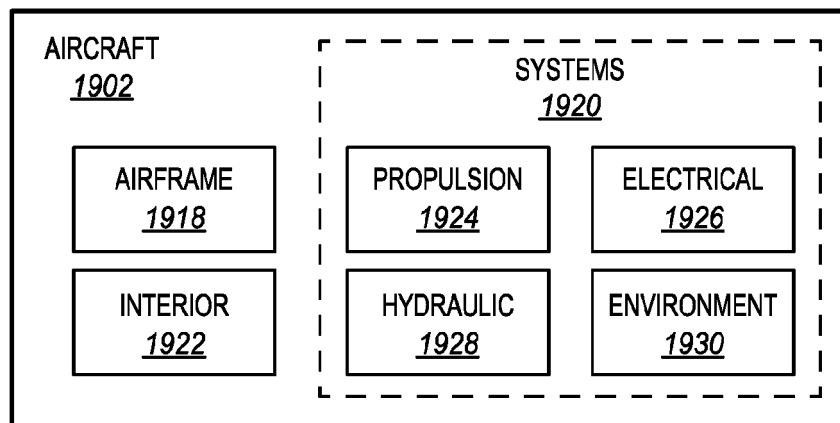 AIRCRAFT
1902
SYSTEMS
1920
AIRFRAME
1918
PROPULSION
1924
ELECTRICAL
1926
INTERIOR
1922
HYDRAULIC
1928
ENVIRONMENT
1930